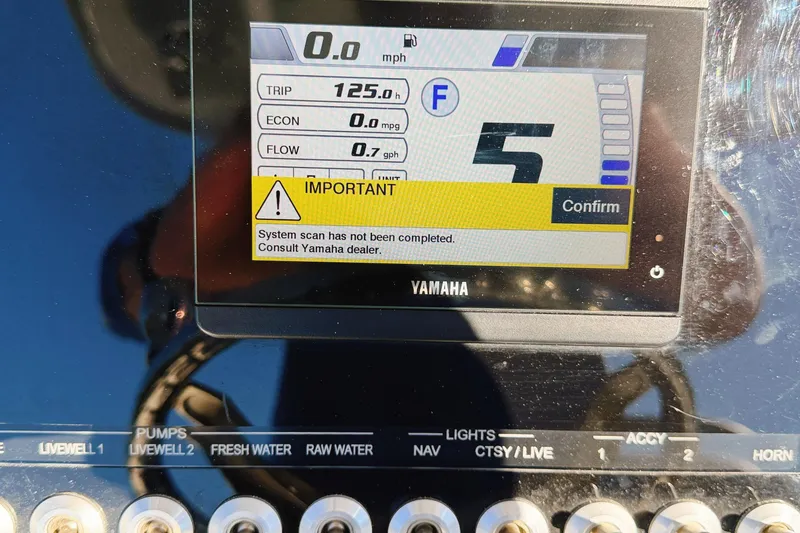 0.0 mph
TRIP 125.0 h
F
ECON 0.0 mpg
FLOW 0.7 gph
5
UNIT
IMPORTANT
Confirm
System scan has not been completed.
Consult Yamaha dealer.
YAMAHA
PUMPS
LIGHTS
ACCY
LIVEWELL 1 LIVEWELL 2 FRESH WATER RAW WATER NAV CTSY / LIVE 1 2 HORN